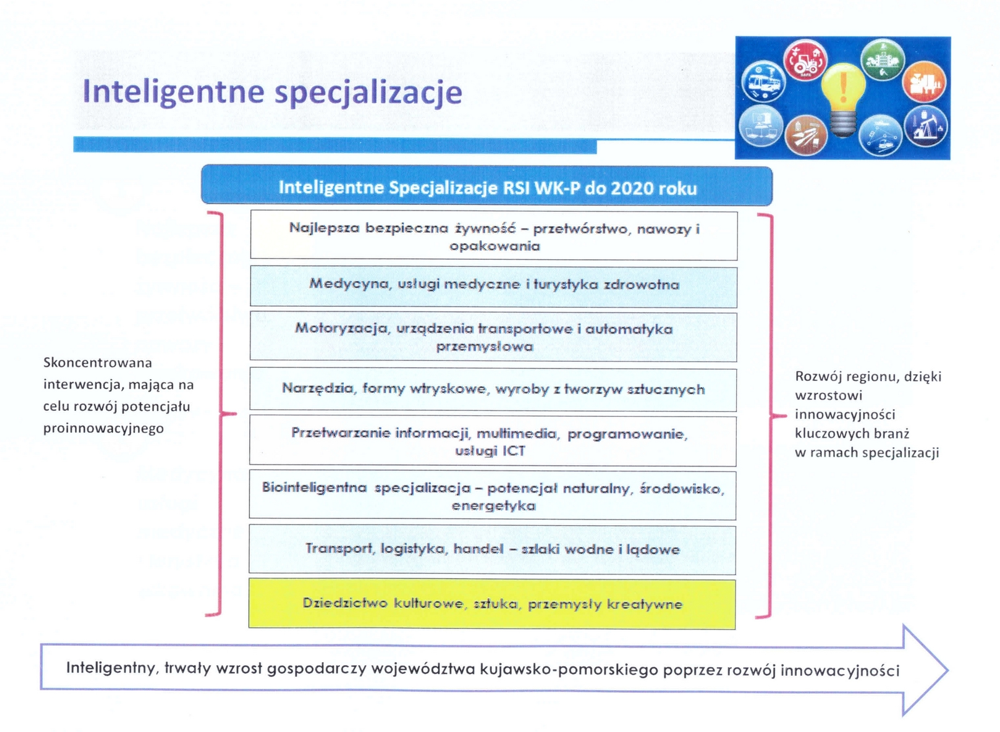 Inteligentne specjalizacje
SAFE
Inteligentne Specjalizacje RSI WK-P do 2020 roku
Najlepsza bezpieczna żywność – przetwórstwo, nawozy i
opakowania
Medycyna, usługi medyczne i turystyka zdrowotna
Motoryzacja, urządzenia transportowe i automatyka
przemysłowa
Narzędzia, formy wtryskowe, wyroby z tworzyw sztucznych
Przetwarzanie informacji, multimedia, programowanie,
usługi ICT
Biointeligentna specjalizacja – potencjał naturalny, środowisko,
energetyka
Transport, logistyka, handel – szlaki wodne i lądowe
Dziedzictwo kulturowe, sztuka, przemysły kreatywne
Skoncentrowana
interwencja, mająca na
celu rozwój potencjału
proinnowacyjnego
Rozwój regionu, dzięki
wzrostowi
innowacyjności
kluczowych branż
w ramach specjalizacji
Inteligentny, trwały wzrost gospodarczy województwa kujawsko-pomorskiego poprzez rozwój innowacyjności